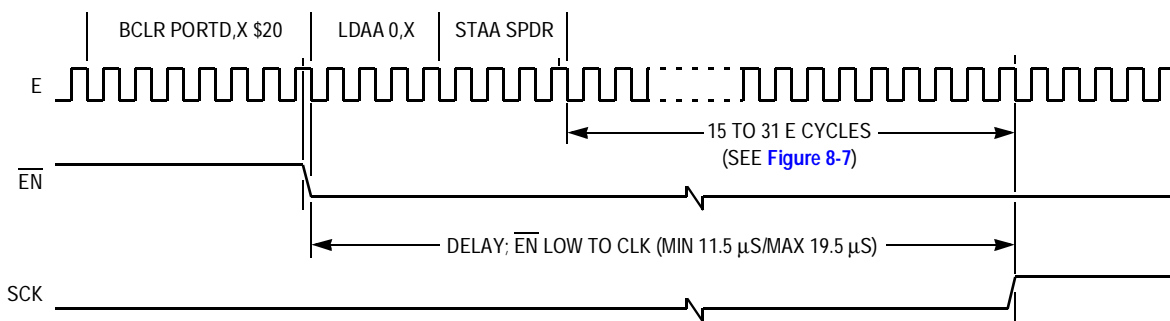 BCLR PORTD,X $20 LDAA 0,X STAA SPDR
E
15 TO 31 E CYCLES
(SEE Figure 8-7)
EN
DELAY; EN LOW TO CLK (MIN 11.5 μS/MAX 19.5 μS)
SCK